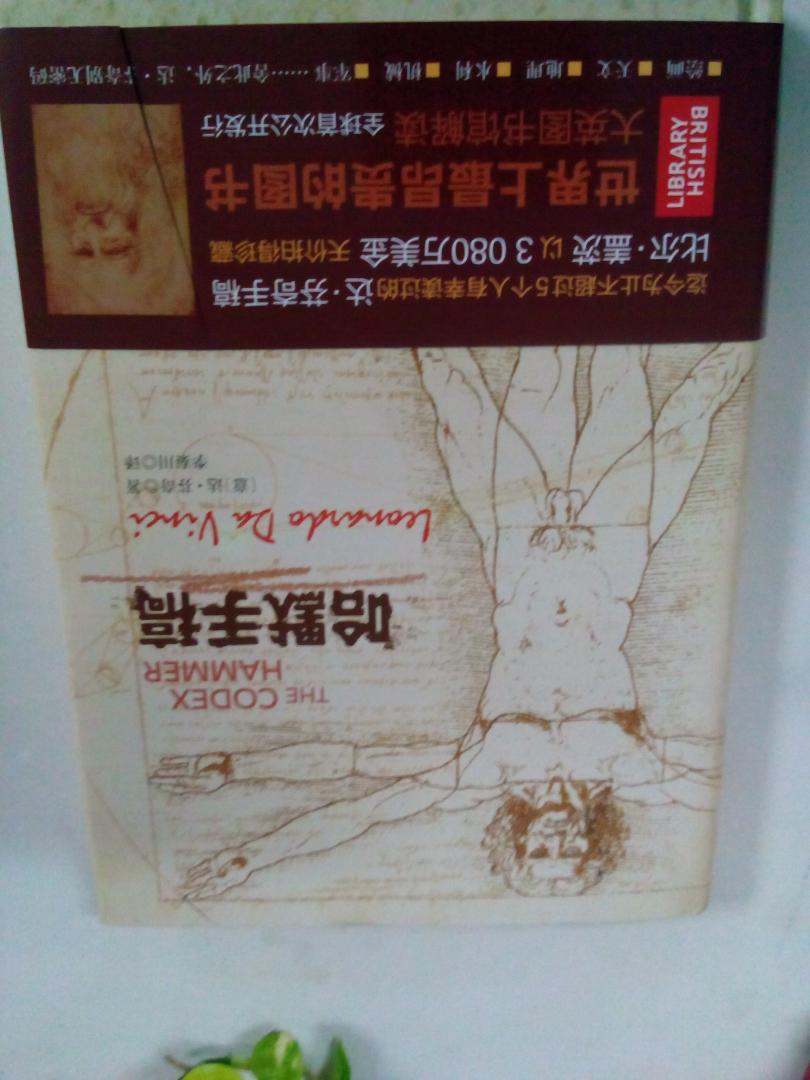 THE CODEX
HAMMER
哈默手稿
Leonardo Da Vinci
［意］达·芬奇◎著
李秦川◎译
迄今为止不超过5个人有幸读过的达·芬奇手稿
比尔·盖茨 以 3 080万美金 天价拍得珍藏
世界上最昂贵的图书
大英图书馆解读 全球首次公开发行
BRITISH
LIBRARY
■绘画 ■天文 ■地理 ■水利 ■机械 ■军事……舍此之外，达·芬奇别无密码